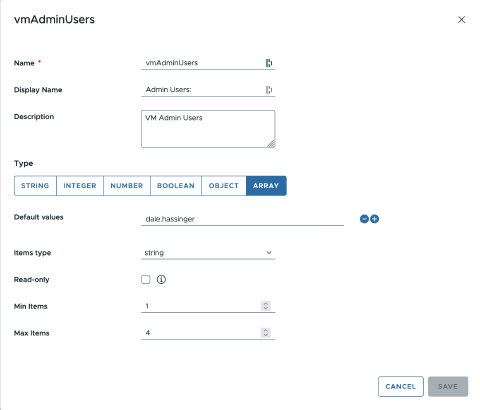 vmAdminUsers
Name *
vmAdminUsers
Display Name
Admin Users:
Description
VM Admin Users
Type
STRING INTEGER NUMBER BOOLEAN OBJECT ARRAY
Default values
dale.hassinger
Items type
string
Read-only
Min Items
1
Max Items
4
CANCEL SAVE